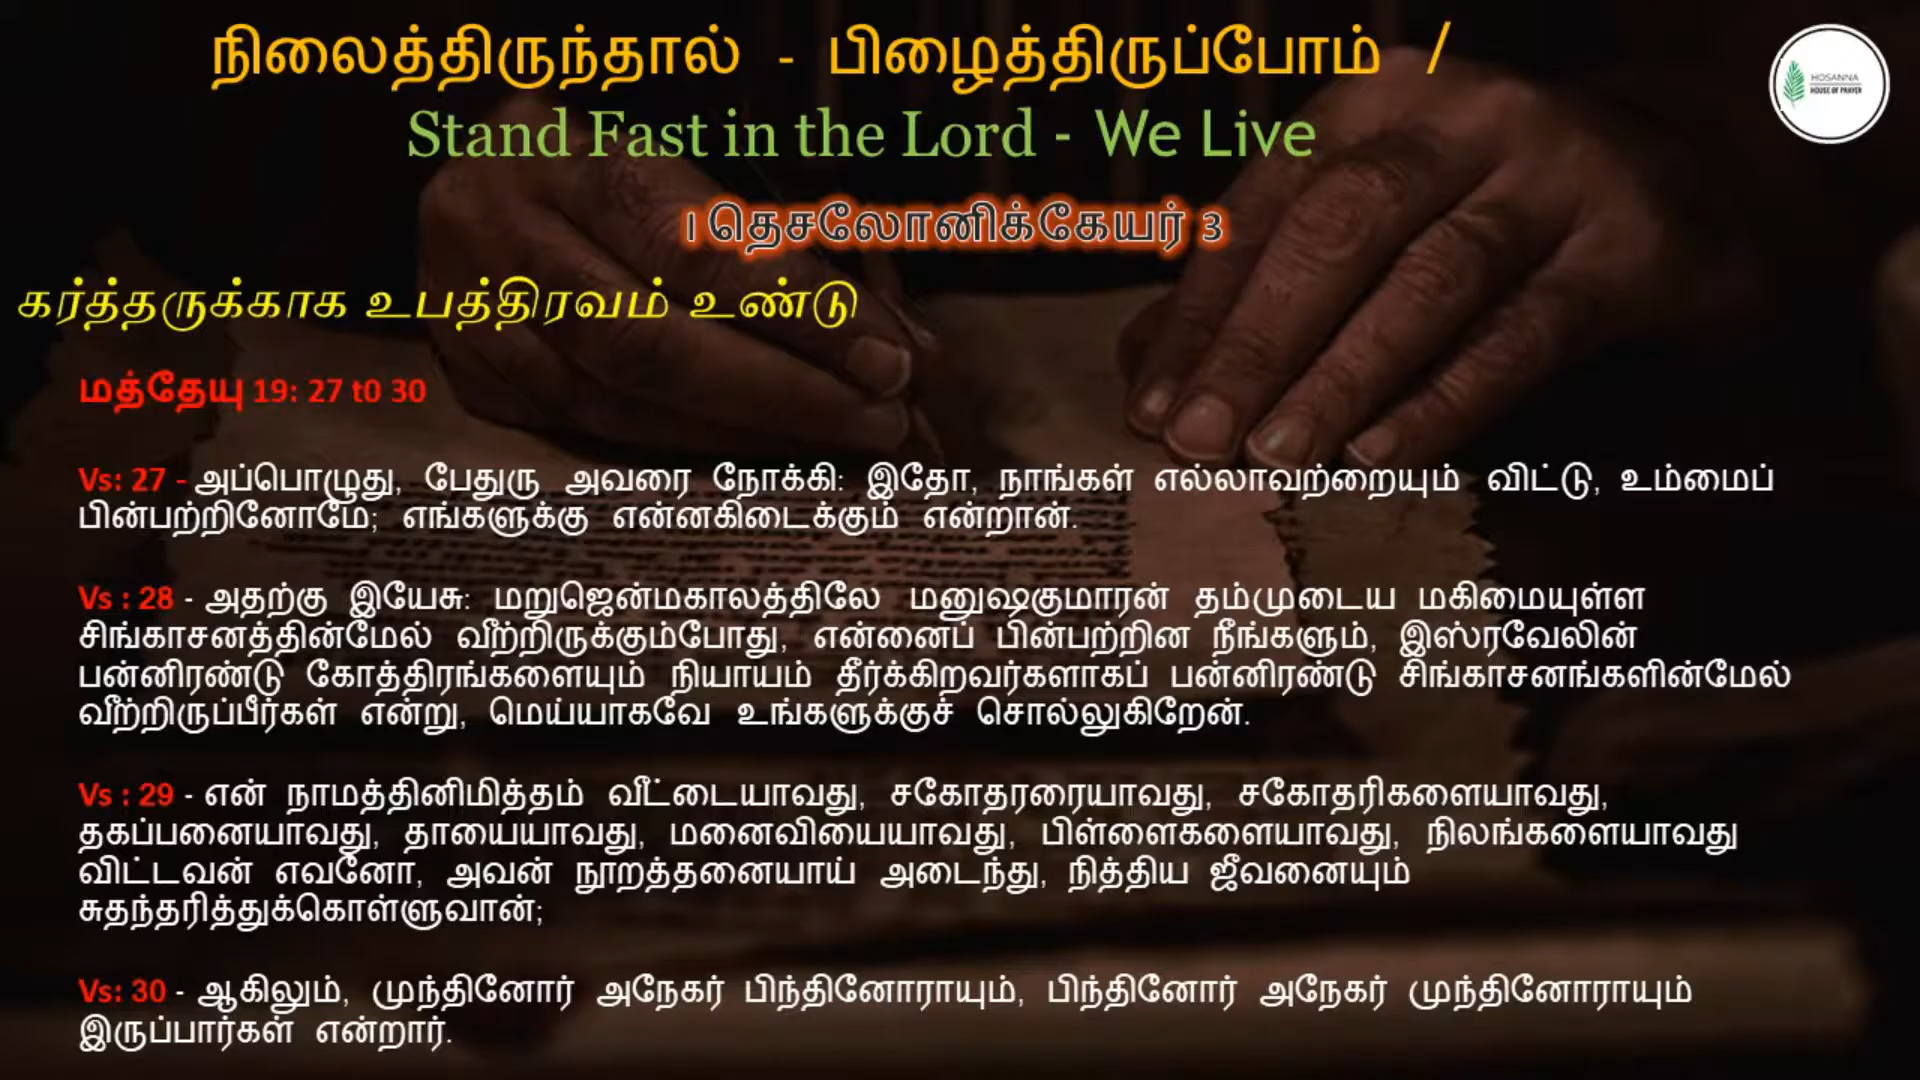 நிலைத்திருந்தால் - பிழைத்திருப்போம் /
Stand Fast in the Lord - We Live
HOSANNA
HOUSE OF PRAYER
I தெசலோனிக்கேயர் 3
கர்த்தருக்காக உபத்திரவம் உண்டு
மத்தேயு 19: 27 t0 30
Vs: 27 - அப்பொழுது, பேதுரு அவரை நோக்கி: இதோ, நாங்கள் எல்லாவற்றையும் விட்டு, உம்மைப்
பின்பற்றினோமே; எங்களுக்கு என்னகிடைக்கும் என்றான்.
Vs : 28 - அதற்கு இயேசு: மறுஜென்மகாலத்திலே மனுஷகுமாரன் தம்முடைய மகிமையுள்ள
சிங்காசனத்தின்மேல் வீற்றிருக்கும்போது, என்னைப் பின்பற்றின நீங்களும், இஸ்ரவேலின்
பன்னிரண்டு கோத்திரங்களையும் நியாயம் தீர்க்கிறவர்களாகப் பன்னிரண்டு சிங்காசனங்களின்மேல்
வீற்றிருப்பீர்கள் என்று, மெய்யாகவே உங்களுக்குச் சொல்லுகிறேன்.
Vs : 29 - என் நாமத்தினிமித்தம் வீட்டையாவது, சகோதரரையாவது, சகோதரிகளையாவது,
தகப்பனையாவது, தாயையாவது, மனைவியையாவது, பிள்ளைகளையாவது, நிலங்களையாவது
விட்டவன் எவனோ, அவன் நூறத்தனையாய் அடைந்து, நித்திய ஜீவனையும்
சுதந்தரித்துக்கொள்ளுவான்;
Vs: 30 - ஆகிலும், முந்தினோர் அநேகர் பிந்தினோராயும், பிந்தினோர் அநேகர் முந்தினோராயும்
இருப்பார்கள் என்றார்.